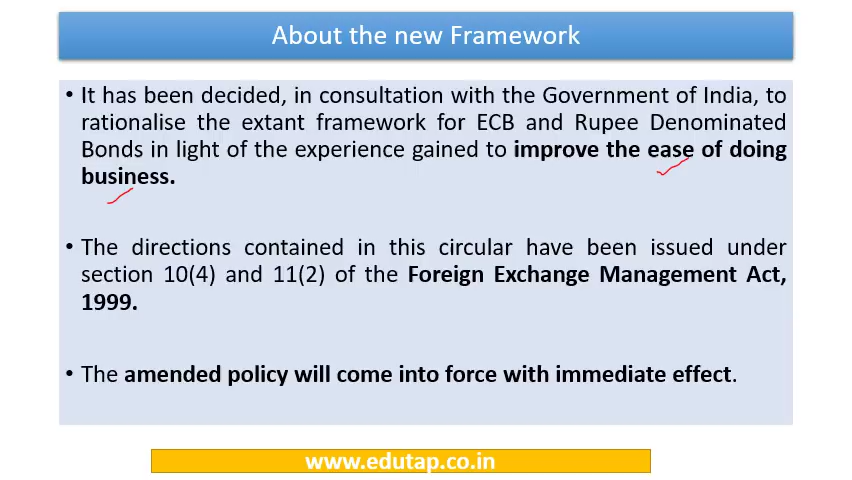 About the new Framework
• It has been decided, in consultation with the Government of India, to
rationalise the extant framework for ECB and Rupee Denominated
Bonds in light of the experience gained to improve the ease of doing
business.
• The directions contained in this circular have been issued under
section 10(4) and 11(2) of the Foreign Exchange Management Act,
1999.
• The amended policy will come into force with immediate effect.
www.edutap.co.in